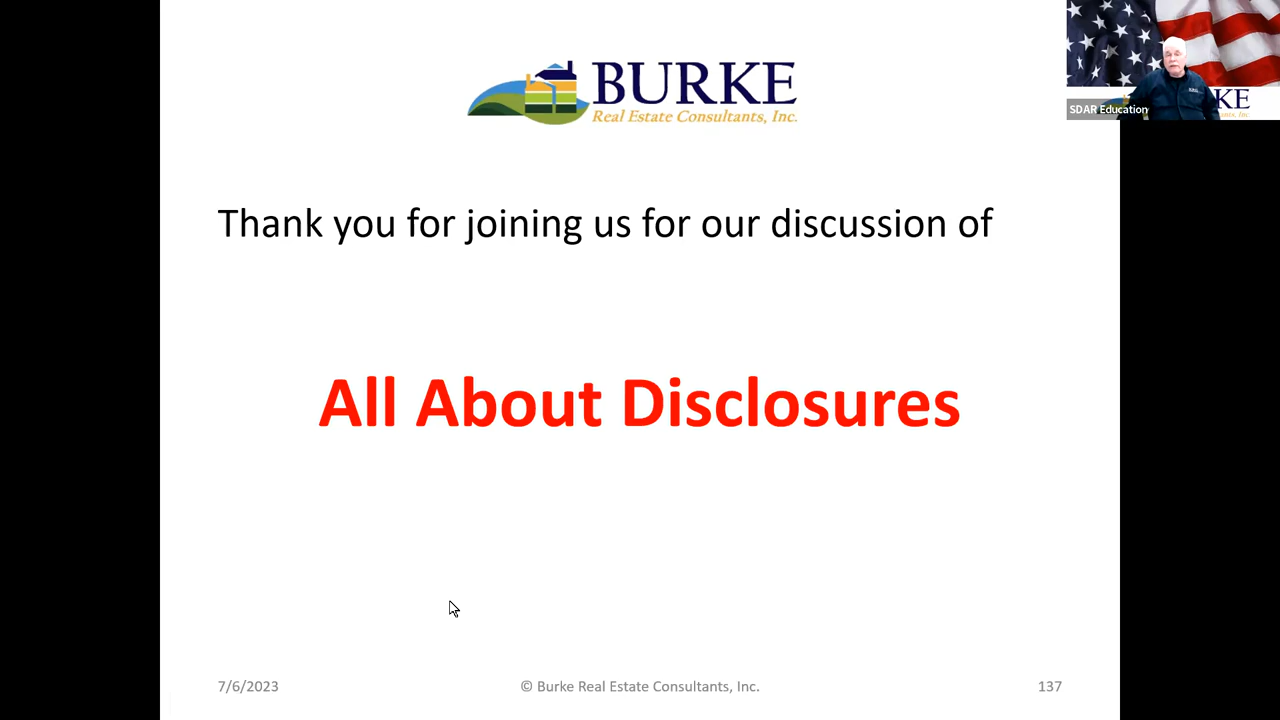 BURKE
Real Estate Consultants, Inc.
SDAR Education
KE
Thank you for joining us for our discussion of
All About Disclosures
7/6/2023
© Burke Real Estate Consultants, Inc.
137